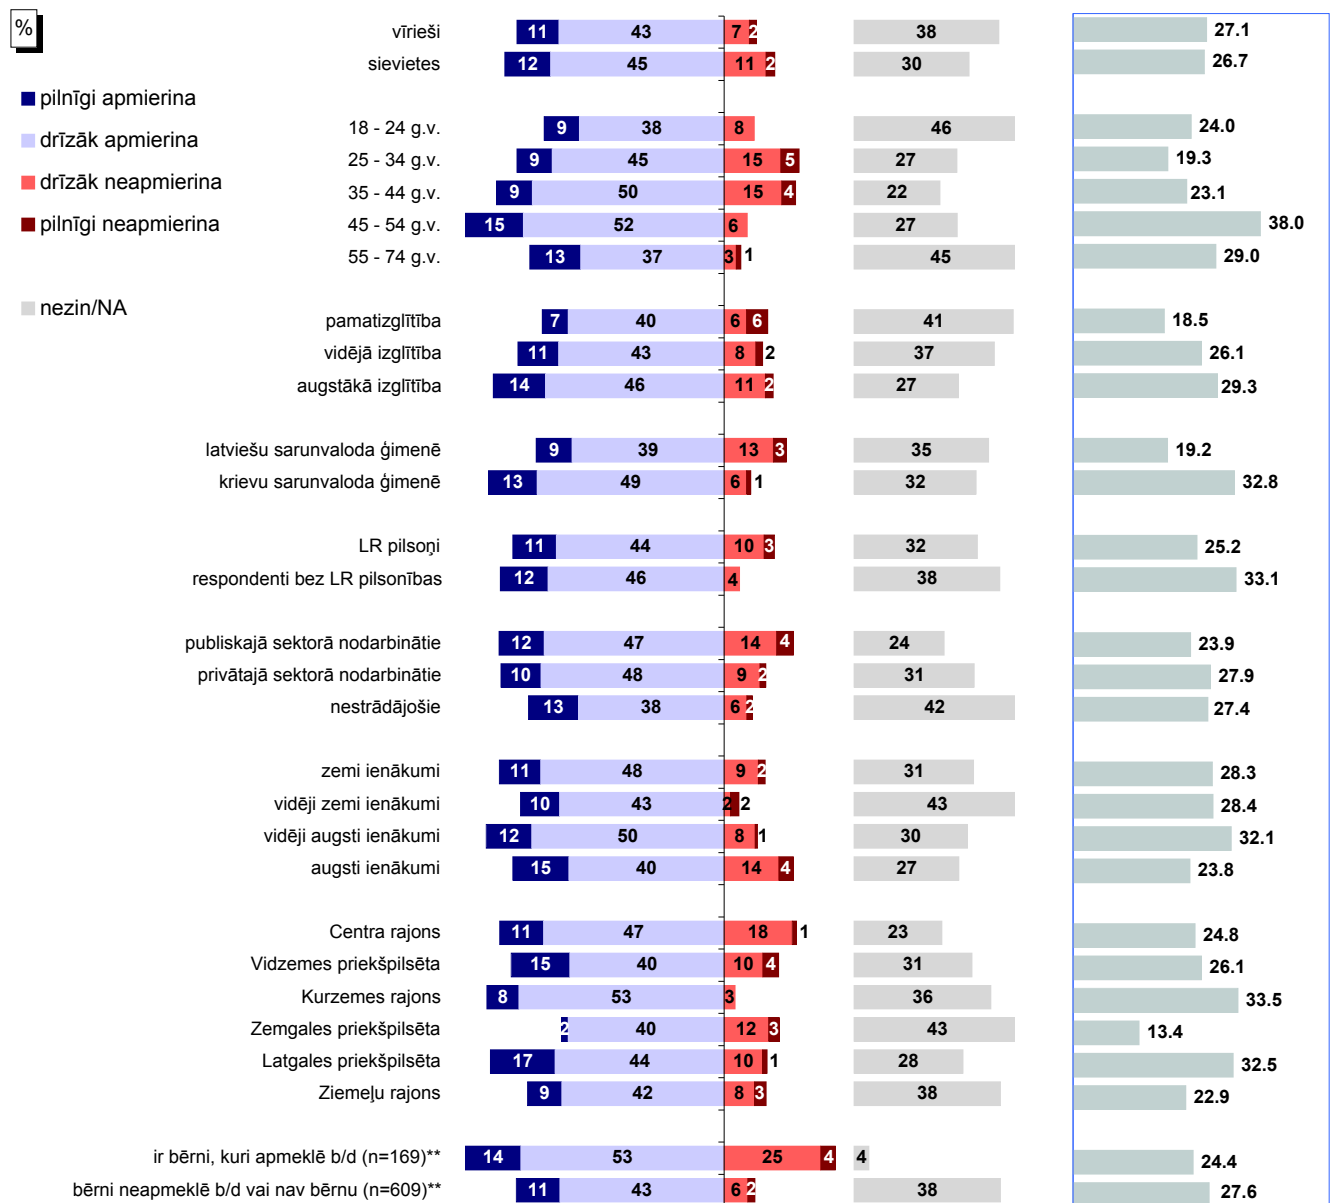 %
pilnīgi apmierina
drīzāk apmierina
drīzāk neapmierina
pilnīgi neapmierina
nezin/NA
vīrieši 11 43 7 2 38 27.1
sievietes 12 45 11 2 30 26.7
18 - 24 g.v. 9 38 8 46 24.0
25 - 34 g.v. 9 45 15 5 27 19.3
35 - 44 g.v. 9 50 15 4 22 23.1
45 - 54 g.v. 15 52 6 27 38.0
55 - 74 g.v. 13 37 3 1 45 29.0
pamatizglītība 7 40 6 6 41 18.5
vidējā izglītība 11 43 8 2 37 26.1
augstākā izglītība 14 46 11 2 27 29.3
latviešu sarunvaloda ģimenē 9 39 13 3 35 19.2
krievu sarunvaloda ģimenē 13 49 6 1 32 32.8
LR pilsoņi 11 44 10 3 32 25.2
respondenti bez LR pilsonības 12 46 4 38 33.1
publiskajā sektorā nodarbinātie 12 47 14 4 24 23.9
privātajā sektorā nodarbinātie 10 48 9 2 31 27.9
nestrādājošie 13 38 6 2 42 27.4
zemi ienākumi 11 48 9 2 31 28.3
vidēji zemi ienākumi 10 43 2 2 43 28.4
vidēji augsti ienākumi 12 50 8 1 30 32.1
augsti ienākumi 15 40 14 4 27 23.8
Centra rajons 11 47 18 1 23 24.8
Vidzemes priekšpilsēta 15 40 10 4 31 26.1
Kurzemes rajons 8 53 3 36 33.5
Zemgales priekšpilsēta 2 40 12 3 43 13.4
Latgales priekšpilsēta 17 44 10 1 28 32.5
Ziemeļu rajons 9 42 8 3 38 22.9
ir bērni, kuri apmeklē b/d (n=169)** 14 53 25 4 4 24.4
bērni neapmeklē b/d vai nav bērnu (n=609)** 11 43 6 2 38 27.6